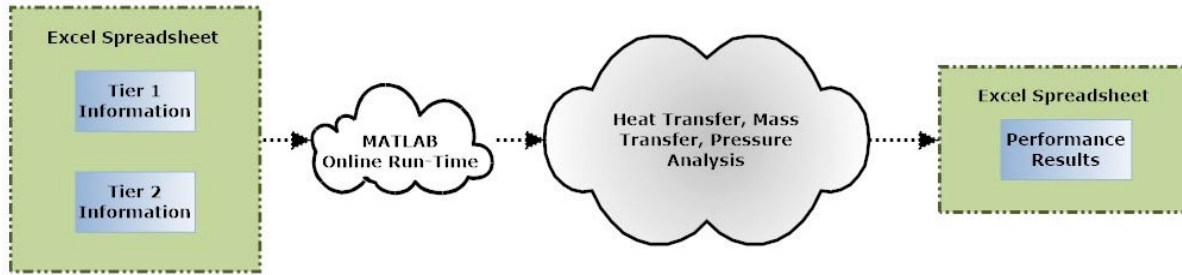 Excel Spreadsheet
Tier 1
Information
Tier 2
Information
MATLAB
Online Run-Time
Heat Transfer, Mass
Transfer, Pressure
Analysis
Excel Spreadsheet
Performance
Results